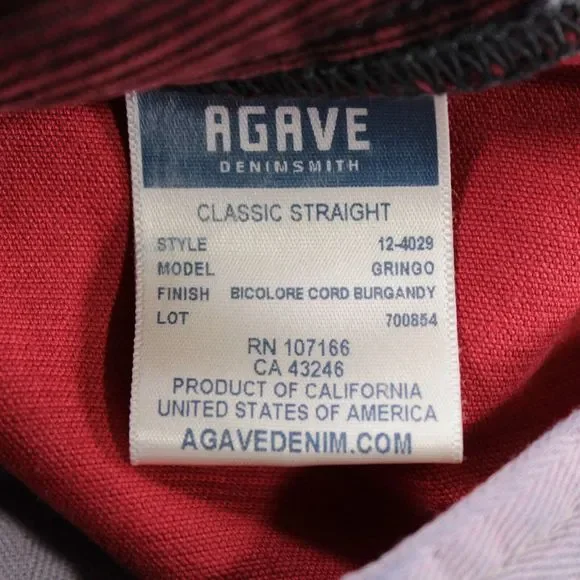 AGAVE
DENIMSMITH
CLASSIC STRAIGHT
STYLE 12-4029
MODEL GRINGO
FINISH BICOLORE CORD BURGANDY
LOT 700854
RN 107166
CA 43246
PRODUCT OF CALIFORNIA
UNITED STATES OF AMERICA
AGAVEDENIM.COM